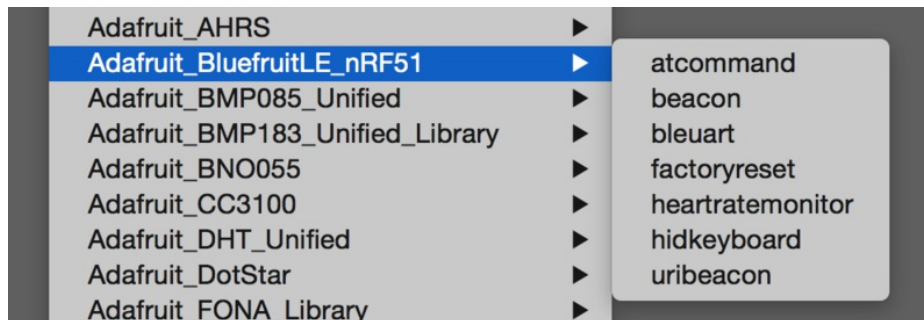 Adafruit_AHRS
Adafruit_BluefruitLE_nRF51
Adafruit_BMP085_Unified
Adafruit_BMP183_Unified_Library
Adafruit_BNO055
Adafruit_CC3100
Adafruit_DHT_Unified
Adafruit_DotStar
Adafruit_FONA_Library
atcommand
beacon
bleuart
factoryreset
heartratemonitor
hidkeyboard
uribeacon